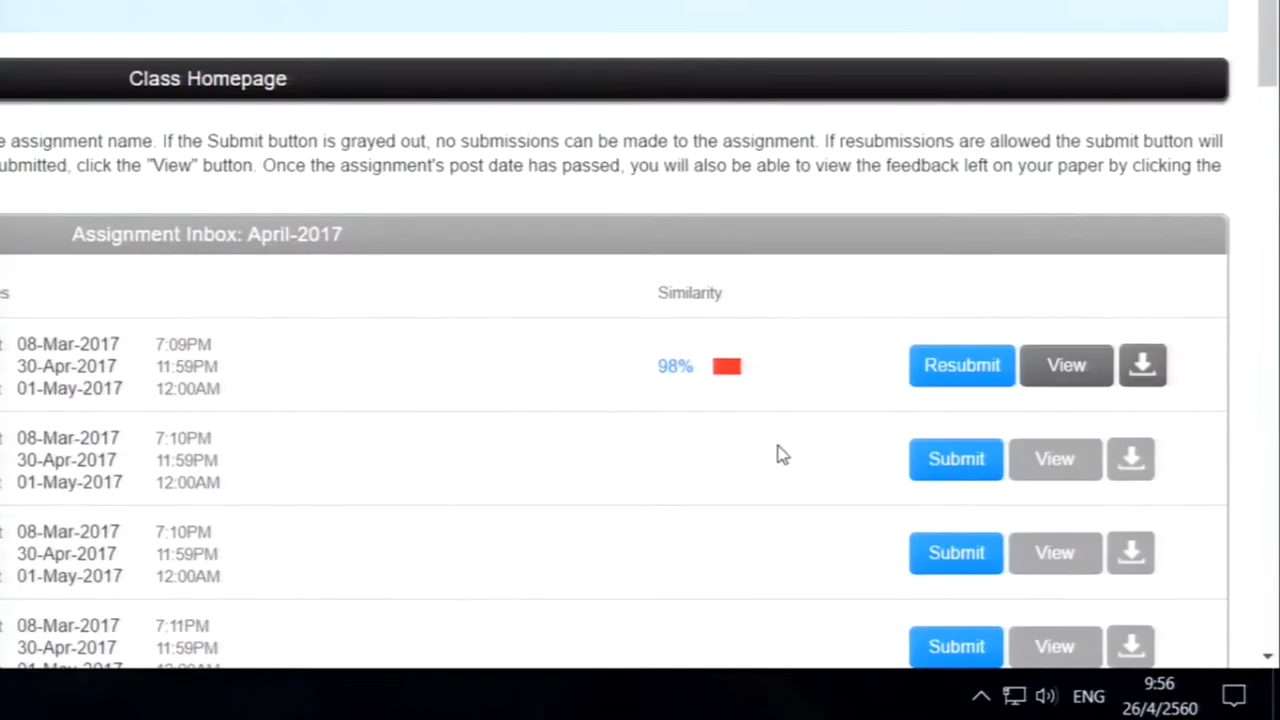 Class Homepage
e assignment name. If the Submit button is grayed out, no submissions can be made to the assignment. If resubmissions are allowed the submit button will
ubmitted, click the "View" button. Once the assignment's post date has passed, you will also be able to view the feedback left on your paper by clicking the
Assignment Inbox: April-2017
s Similarity
08-Mar-2017 7:09PM
30-Apr-2017 11:59PM 98% Resubmit View
01-May-2017 12:00AM
08-Mar-2017 7:10PM
30-Apr-2017 11:59PM Submit View
01-May-2017 12:00AM
08-Mar-2017 7:10PM
30-Apr-2017 11:59PM Submit View
01-May-2017 12:00AM
08-Mar-2017 7:11PM
30-Apr-2017 11:59PM Submit View
01-May-2017 12:00AM
ENG 9:56
26/4/2560